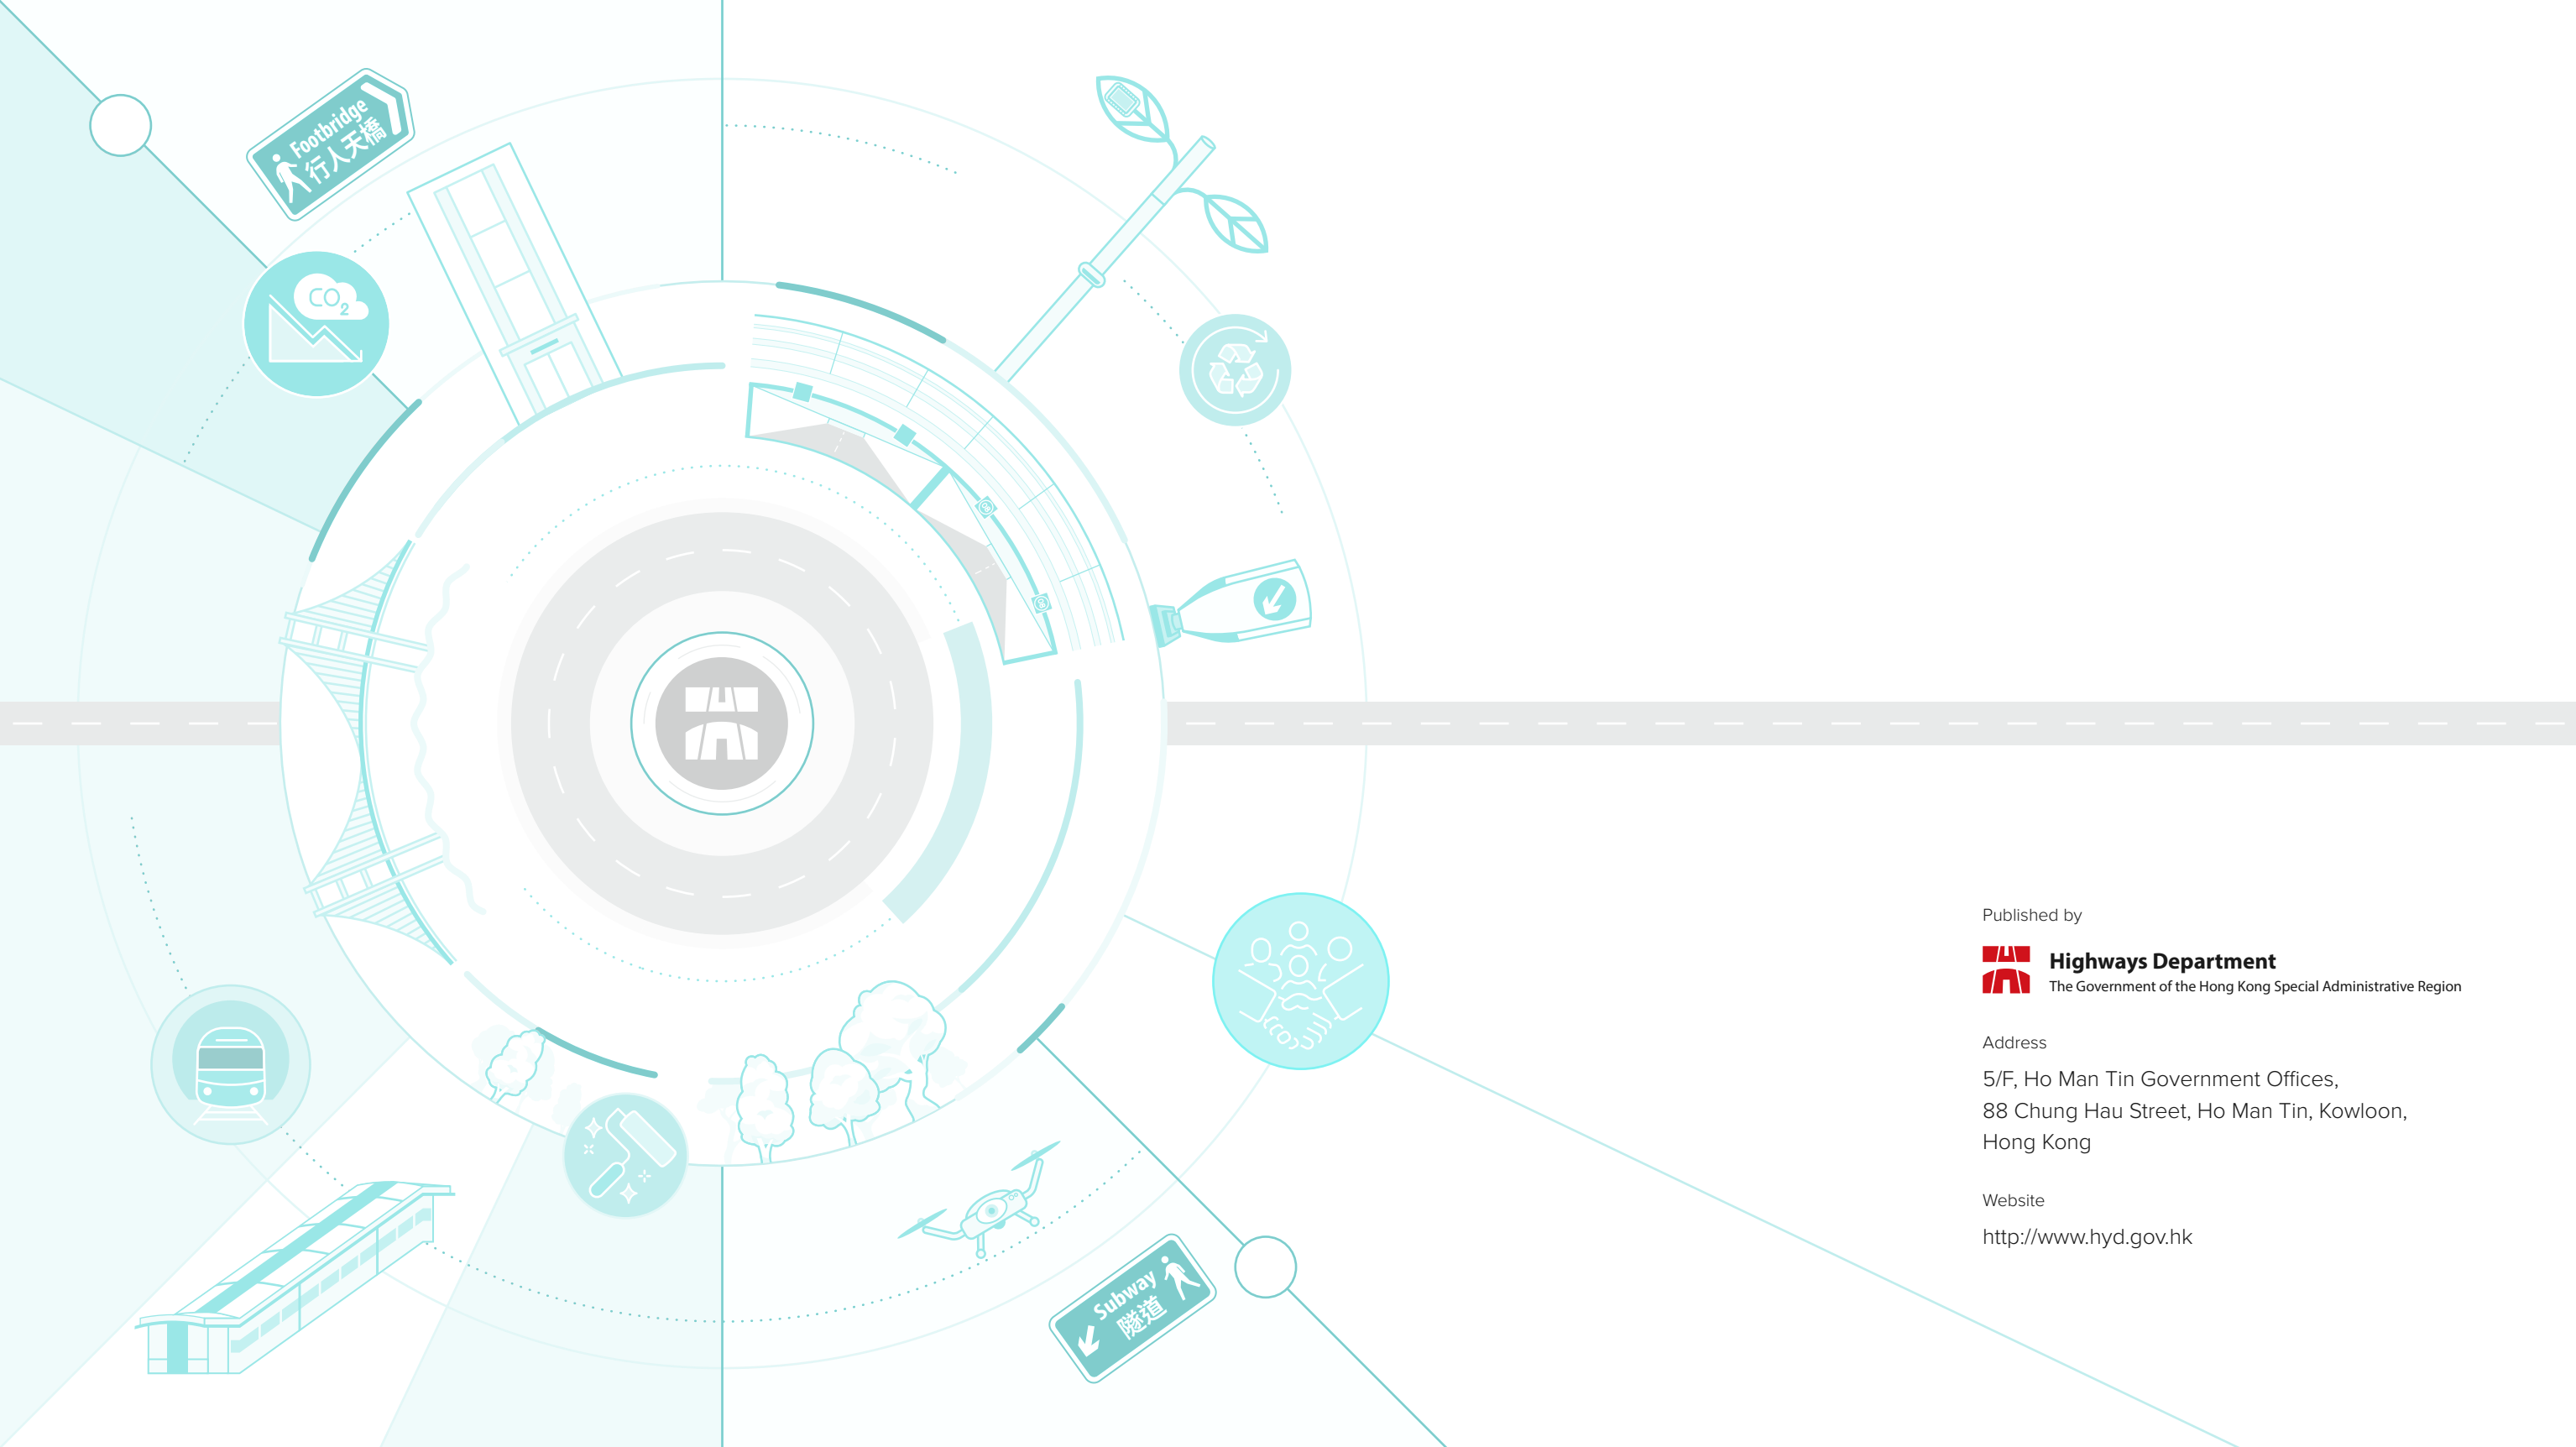 Footbridge
行人天橋
CO2
Subway
隧道
Published by
Highways Department
The Government of the Hong Kong Special Administrative Region
Address
5/F, Ho Man Tin Government Offices,
88 Chung Hau Street, Ho Man Tin, Kowloon,
Hong Kong
Website
http://www.hyd.gov.hk